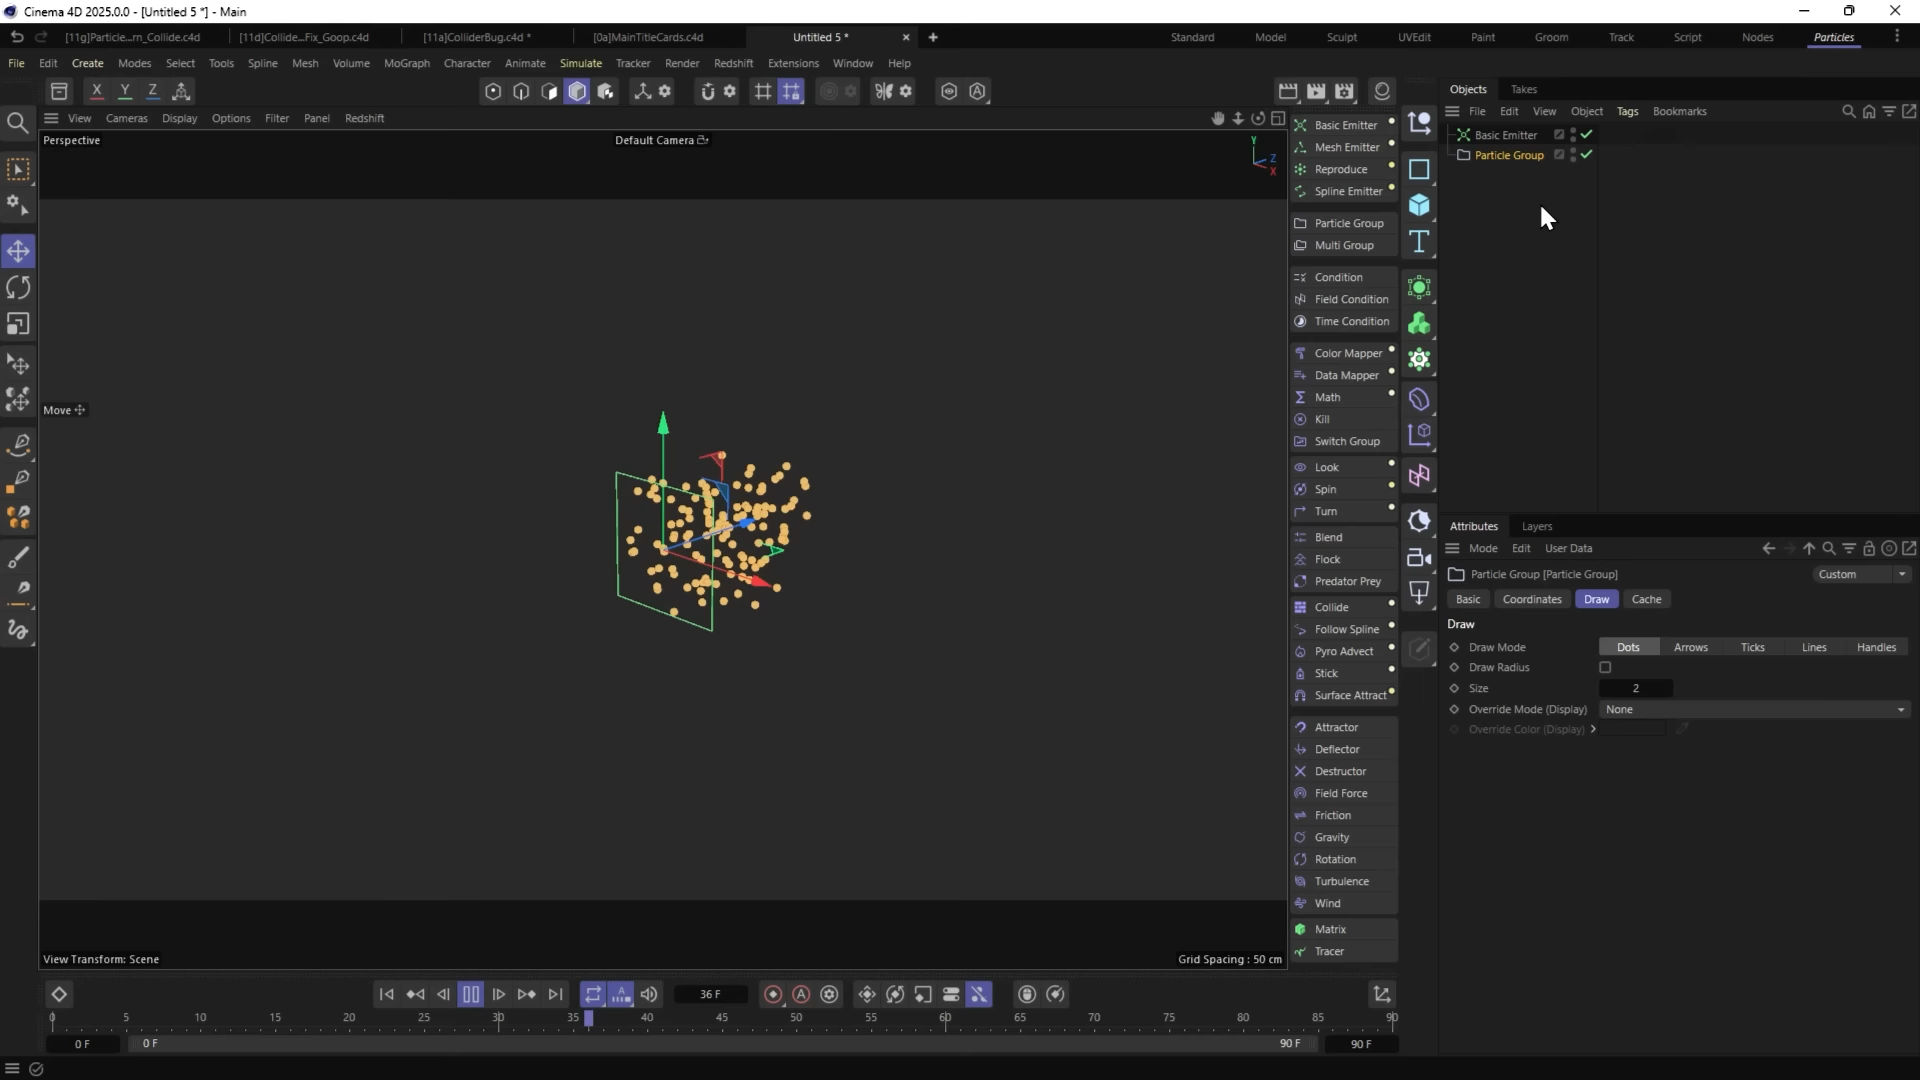 Cinema 4D 2025.0.0 - [Untitled 5 *] - Main
[11g]Particle...rn_Collide.c4d
[11d]Collide...Fix_Goop.c4d
[11a]ColliderBug.c4d *
[0a]MainTitleCards.c4d
Untitled 5 *
Standard
Model
Sculpt
UVEdit
Paint
Groom
Track
Script
Nodes
Particles
File Edit Create Modes Select Tools Spline Mesh Volume MoGraph Character Animate Simulate Tracker Render Redshift Extensions Window Help
X Y Z
View Cameras Display Options Filter Panel Redshift
Perspective
Default Camera
Y
Z
X
Move
View Transform: Scene
Grid Spacing : 50 cm
Basic Emitter
Mesh Emitter
Reproduce
Spline Emitter
Particle Group
Multi Group
Condition
Field Condition
Time Condition
Color Mapper
Data Mapper
Math
Kill
Switch Group
Look
Spin
Turn
Blend
Flock
Predator Prey
Collide
Follow Spline
Pyro Advect
Stick
Surface Attract
Attractor
Deflector
Destructor
Field Force
Friction
Gravity
Rotation
Turbulence
Wind
Matrix
Tracer
Objects Takes
File Edit View Object Tags Bookmarks
Basic Emitter
Particle Group
Attributes Layers
Mode Edit User Data
Particle Group [Particle Group]
Custom
Basic Coordinates Draw Cache
Draw
Draw Mode Dots Arrows Ticks Lines Handles
Draw Radius
Size 2
Override Mode (Display) None
Override Color (Display)
36 F
0 5 10 15 20 25 30 35 40 45 50 55 60 65 70 75 80 85 90
0 F 0 F 90 F 90 F